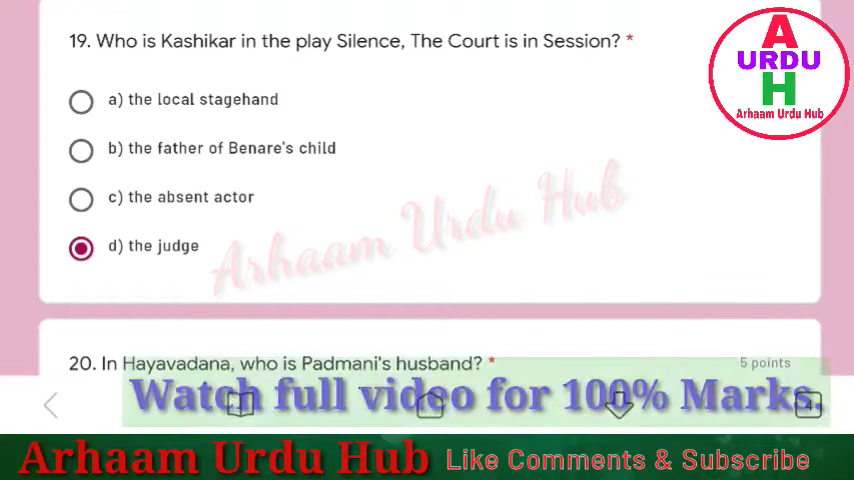 19. Who is Kashikar in the play Silence, The Court is in Session? *
A
URDU
H
Arhaam Urdu Hub
a) the local stagehand
b) the father of Benare's child
c) the absent actor
d) the judge
Arhaam Urdu Hub
20. In Hayavadana, who is Padmani's husband? *
5 points
Watch full video for 100% Marks.
Arhaam Urdu Hub Like Comments & Subscribe